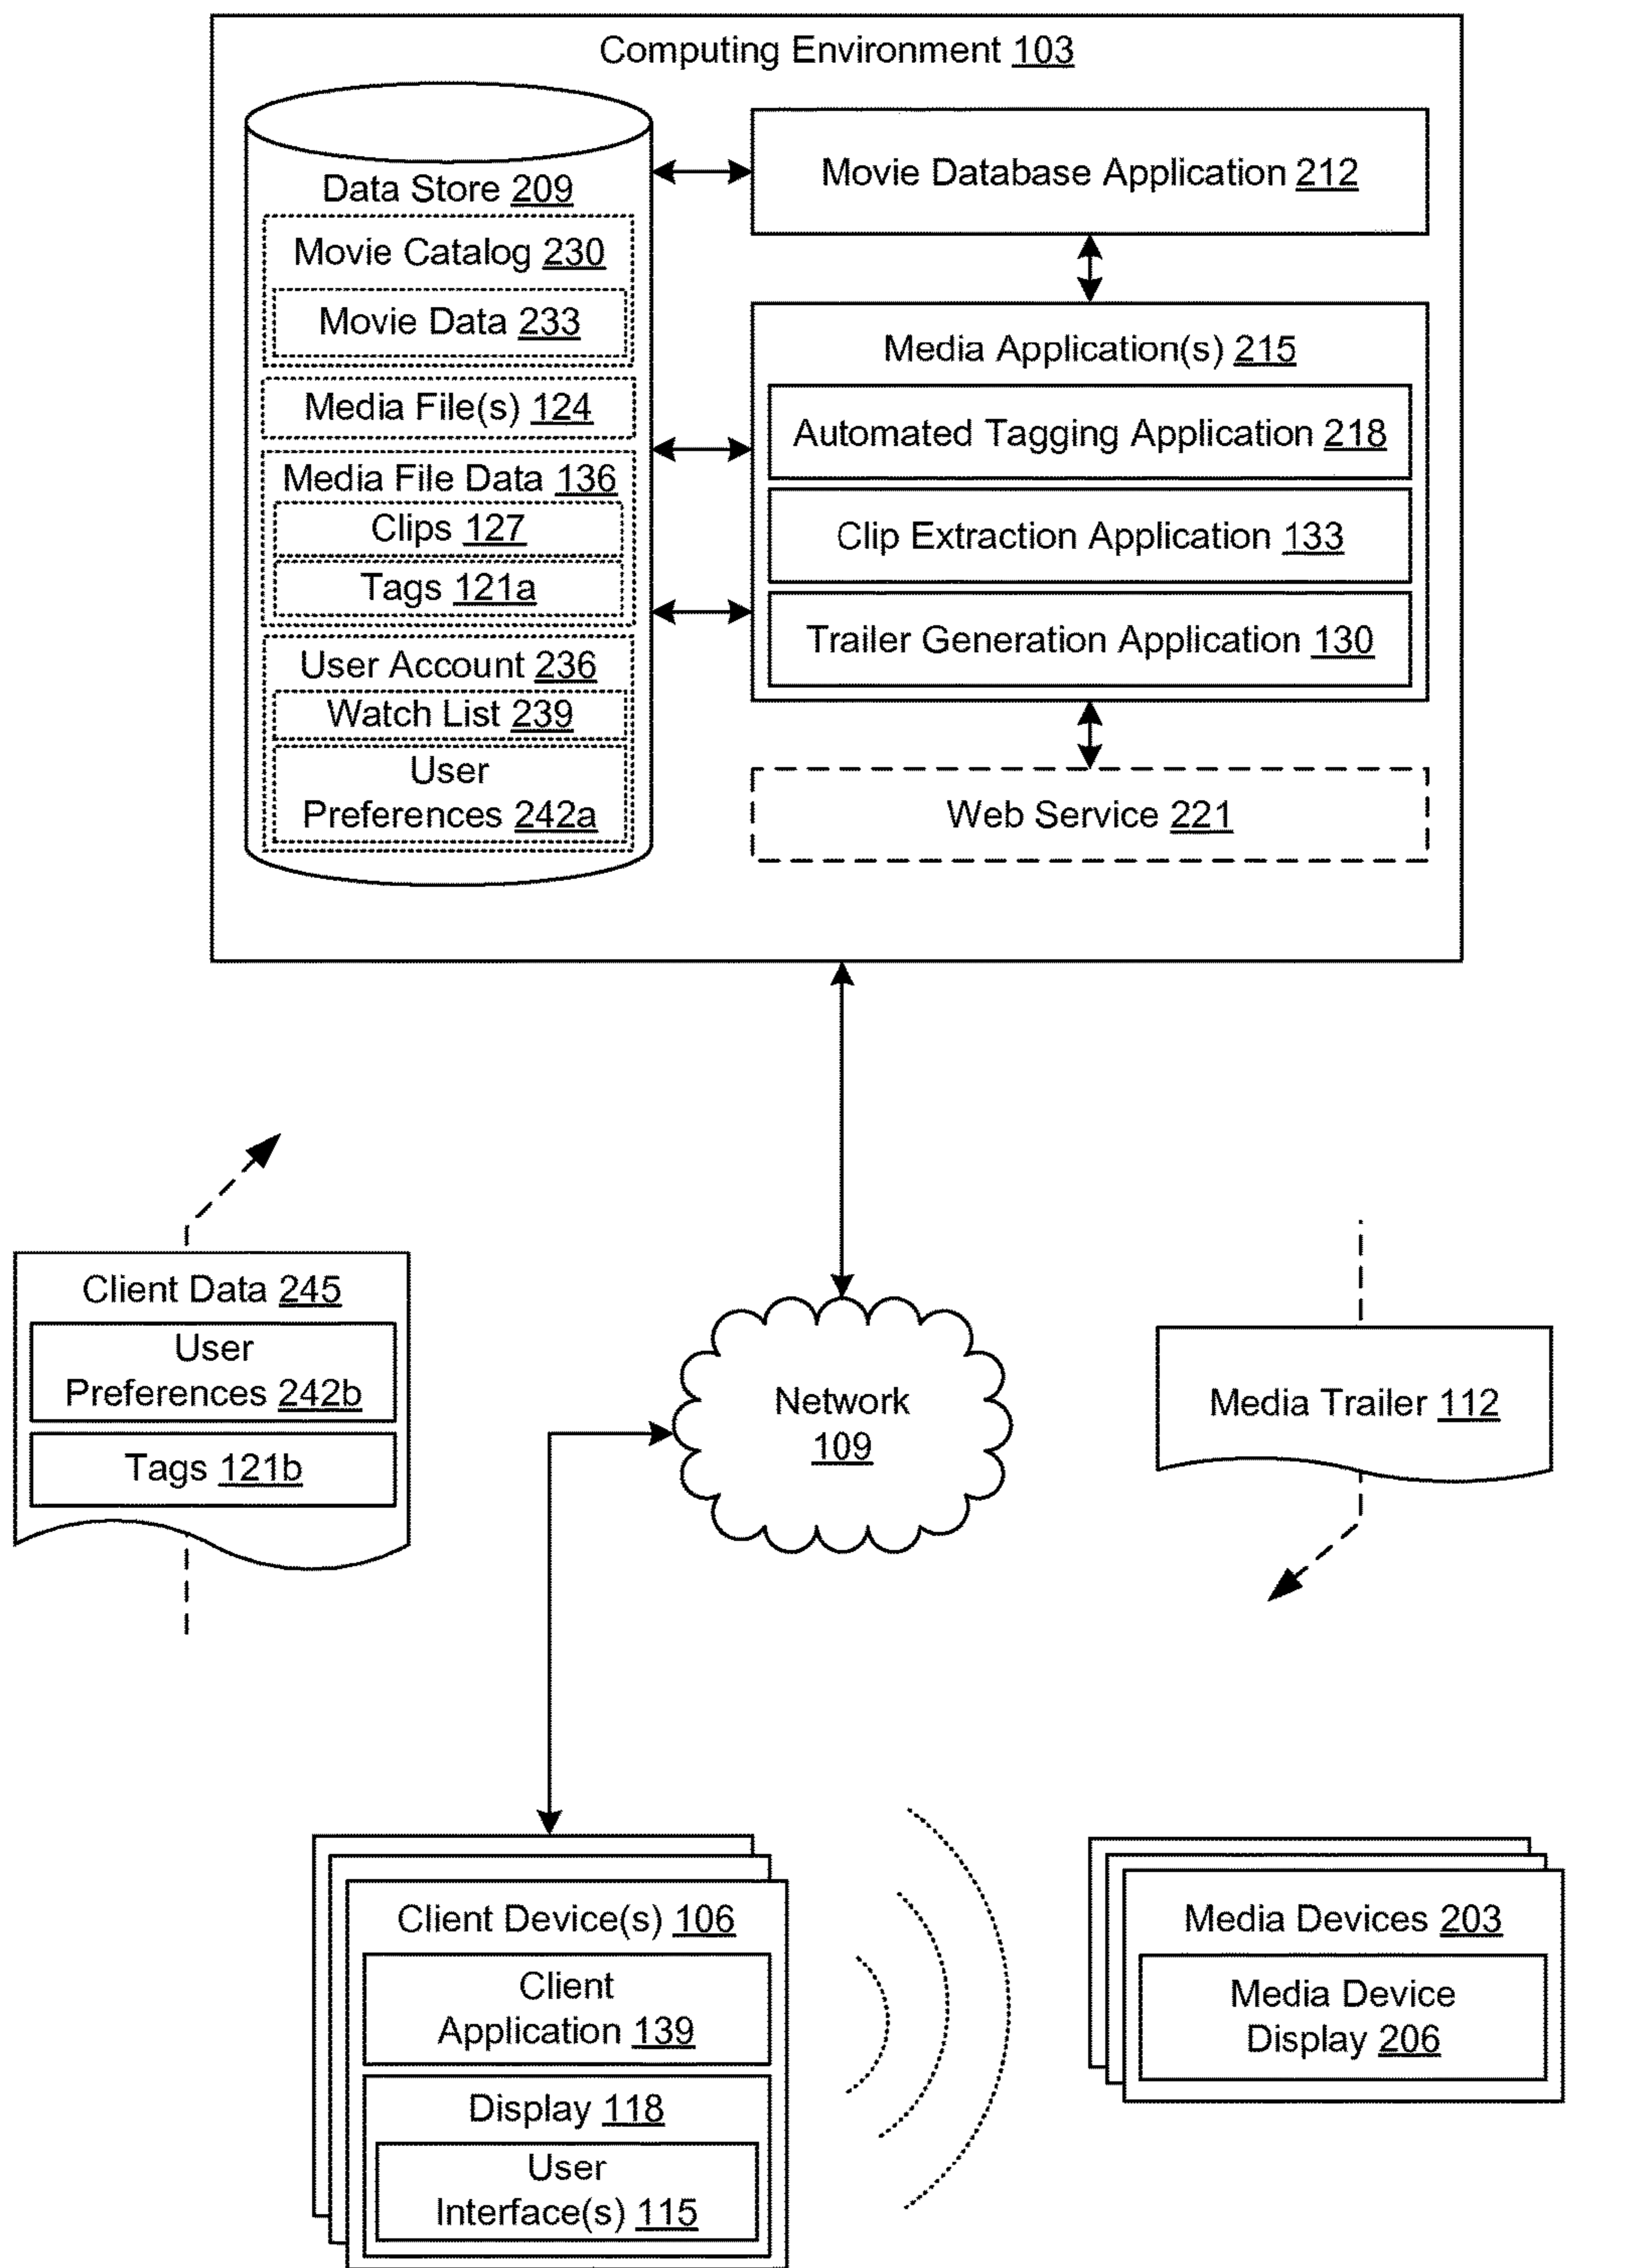 Computing Environment 103
Data Store 209
Movie Catalog 230
Movie Data 233
Media File(s) 124
Media File Data 136
Clips 127
Tags 121a
User Account 236
Watch List 239
User
Preferences 242a
Movie Database Application 212
Media Application(s) 215
Automated Tagging Application 218
Clip Extraction Application 133
Trailer Generation Application 130
Web Service 221
Client Data 245
User
Preferences 242b
Tags 121b
Network
109
Media Trailer 112
Client Device(s) 106
Client
Application 139
Display 118
User
Interface(s) 115
Media Devices 203
Media Device
Display 206